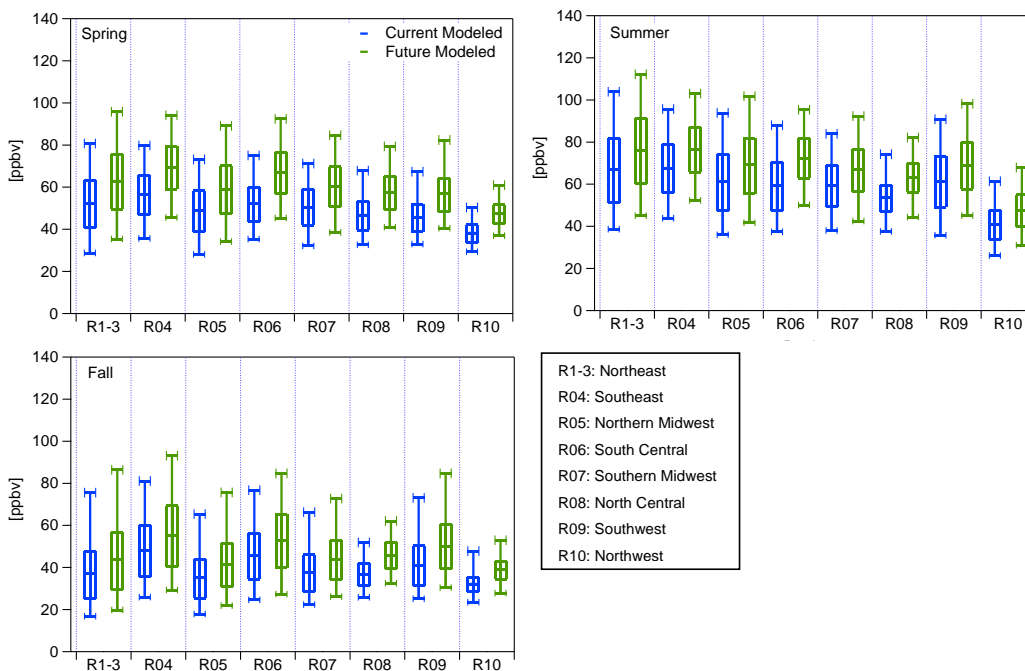 Spring
Current Modeled
Future Modeled
[ppbv]
140
120
100
80
60
40
20
0
R1-3 R04 R05 R06 R07 R08 R09 R10
Summer
[ppbv]
140
120
100
80
60
40
20
0
R1-3 R04 R05 R06 R07 R08 R09 R10
Fall
[ppbv]
140
120
100
80
60
40
20
0
R1-3 R04 R05 R06 R07 R08 R09 R10
R1-3: Northeast
R04: Southeast
R05: Northern Midwest
R06: South Central
R07: Southern Midwest
R08: North Central
R09: Southwest
R10: Northwest